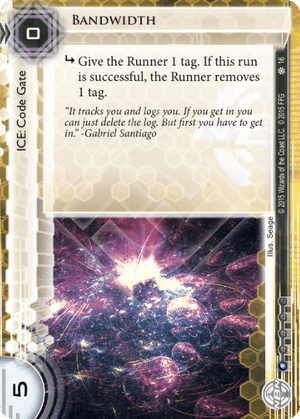 BANDWIDTH
0
ICE: Code Gate
↳ Give the Runner 1 tag. If this run
is successful, the Runner removes
1 tag.
“It tracks you and logs you. If you get in you
can just delete the log. But first you have to get
in.” -Gabriel Santiago
16
© 2015 Wizards of the Coast LLC. © 2015 FFG
Illus. Seage
5